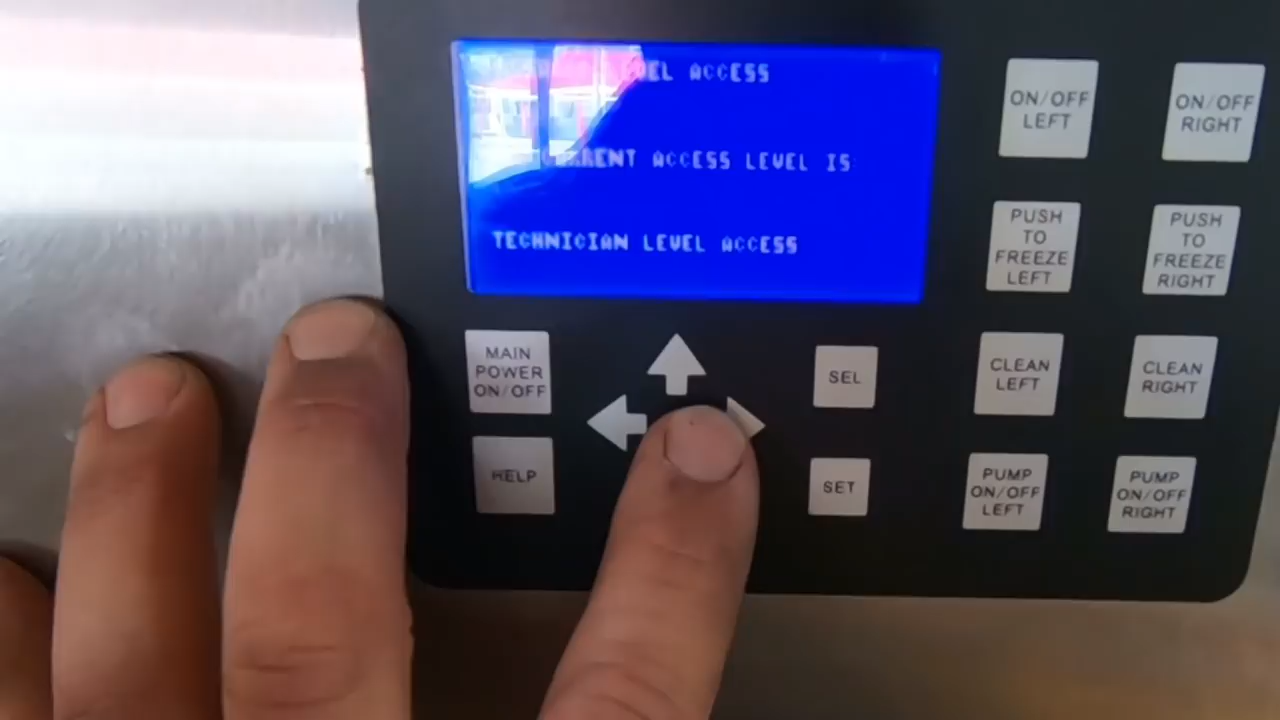 ACCESS
CURRENT ACCESS LEVEL IS
TECHNICIAN LEVEL ACCESS
ON/OFF
LEFT
ON/OFF
RIGHT
PUSH
TO
FREEZE
LEFT
PUSH
TO
FREEZE
RIGHT
MAIN
POWER
ON/OFF
SEL
CLEAN
LEFT
CLEAN
RIGHT
HELP
SET
PUMP
ON/OFF
LEFT
PUMP
ON/OFF
RIGHT